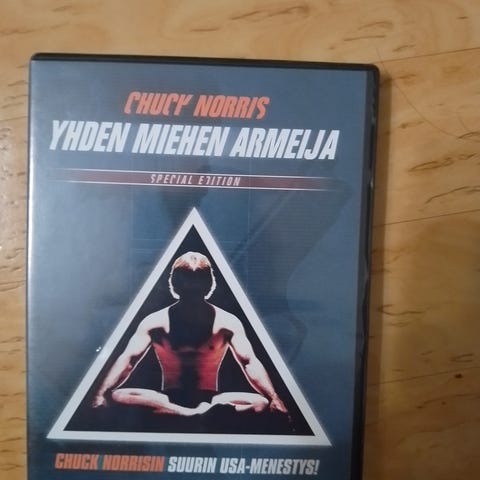 CHUCK NORRIS
YHDEN MIEHEN ARMEIJA
SPECIAL EDITION
CHUCK NORRISIN SUURIN USA-MENESTYS!